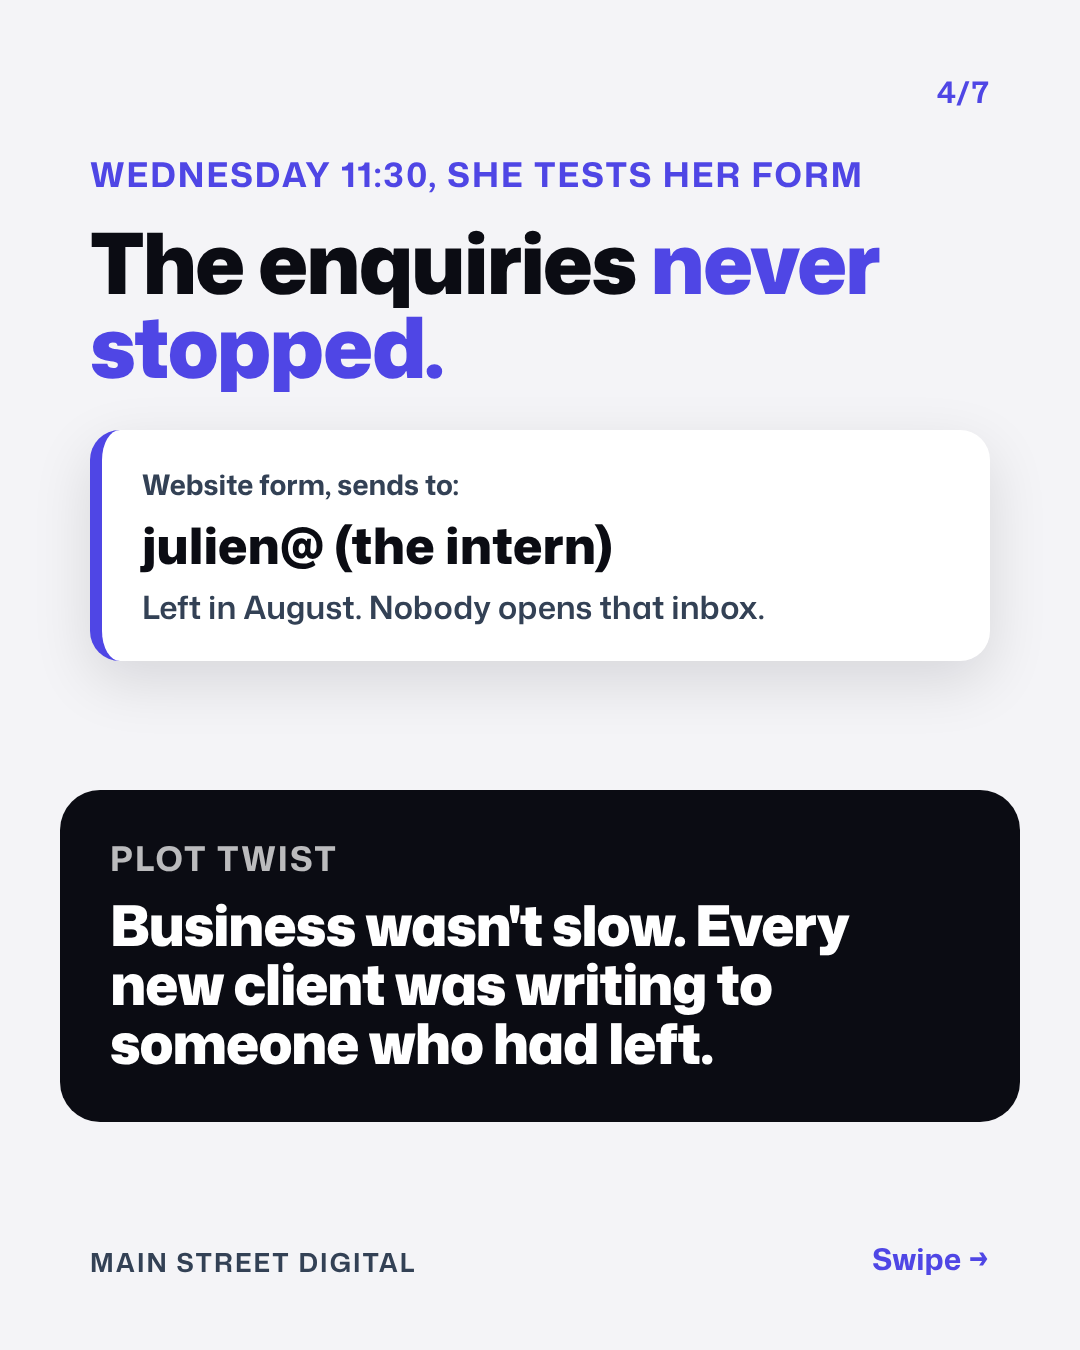 4/7
WEDNESDAY 11:30, SHE TESTS HER FORM
The enquiries never
stopped.
Website form, sends to:
julien@ (the intern)
Left in August. Nobody opens that inbox.
PLOT TWIST
Business wasn't slow. Every
new client was writing to
someone who had left.
MAIN STREET DIGITAL
Swipe →